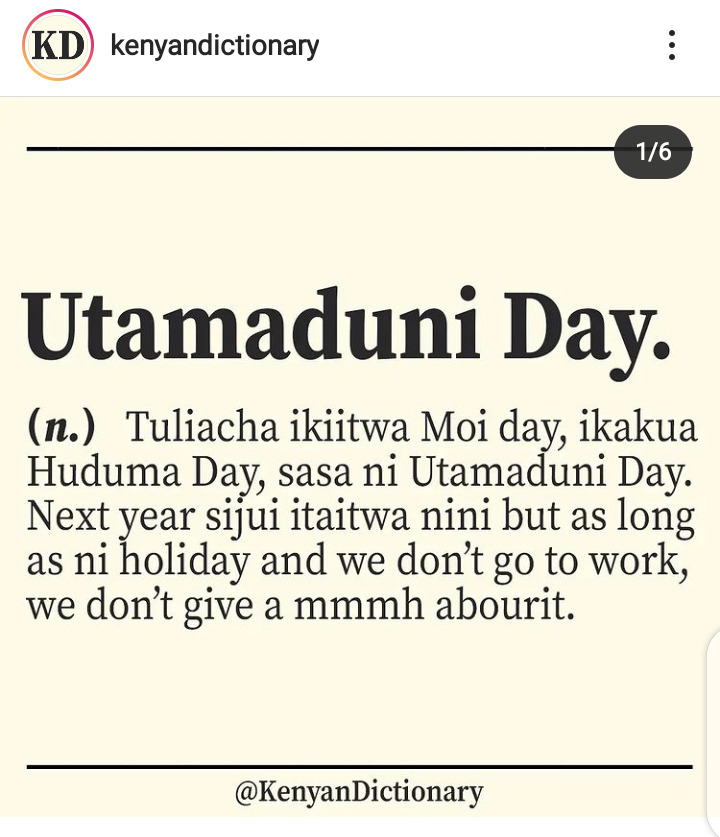 KD kenyandictionary
1/6
Utamaduni Day.
(n.) Tuliacha ikiitwa Moi day, ikakua
Huduma Day, sasa ni Utamaduni Day.
Next year sijui itaitwa nini but as long
as ni holiday and we don't go to work,
we don't give a mmmh abourit.
@KenyanDictionary